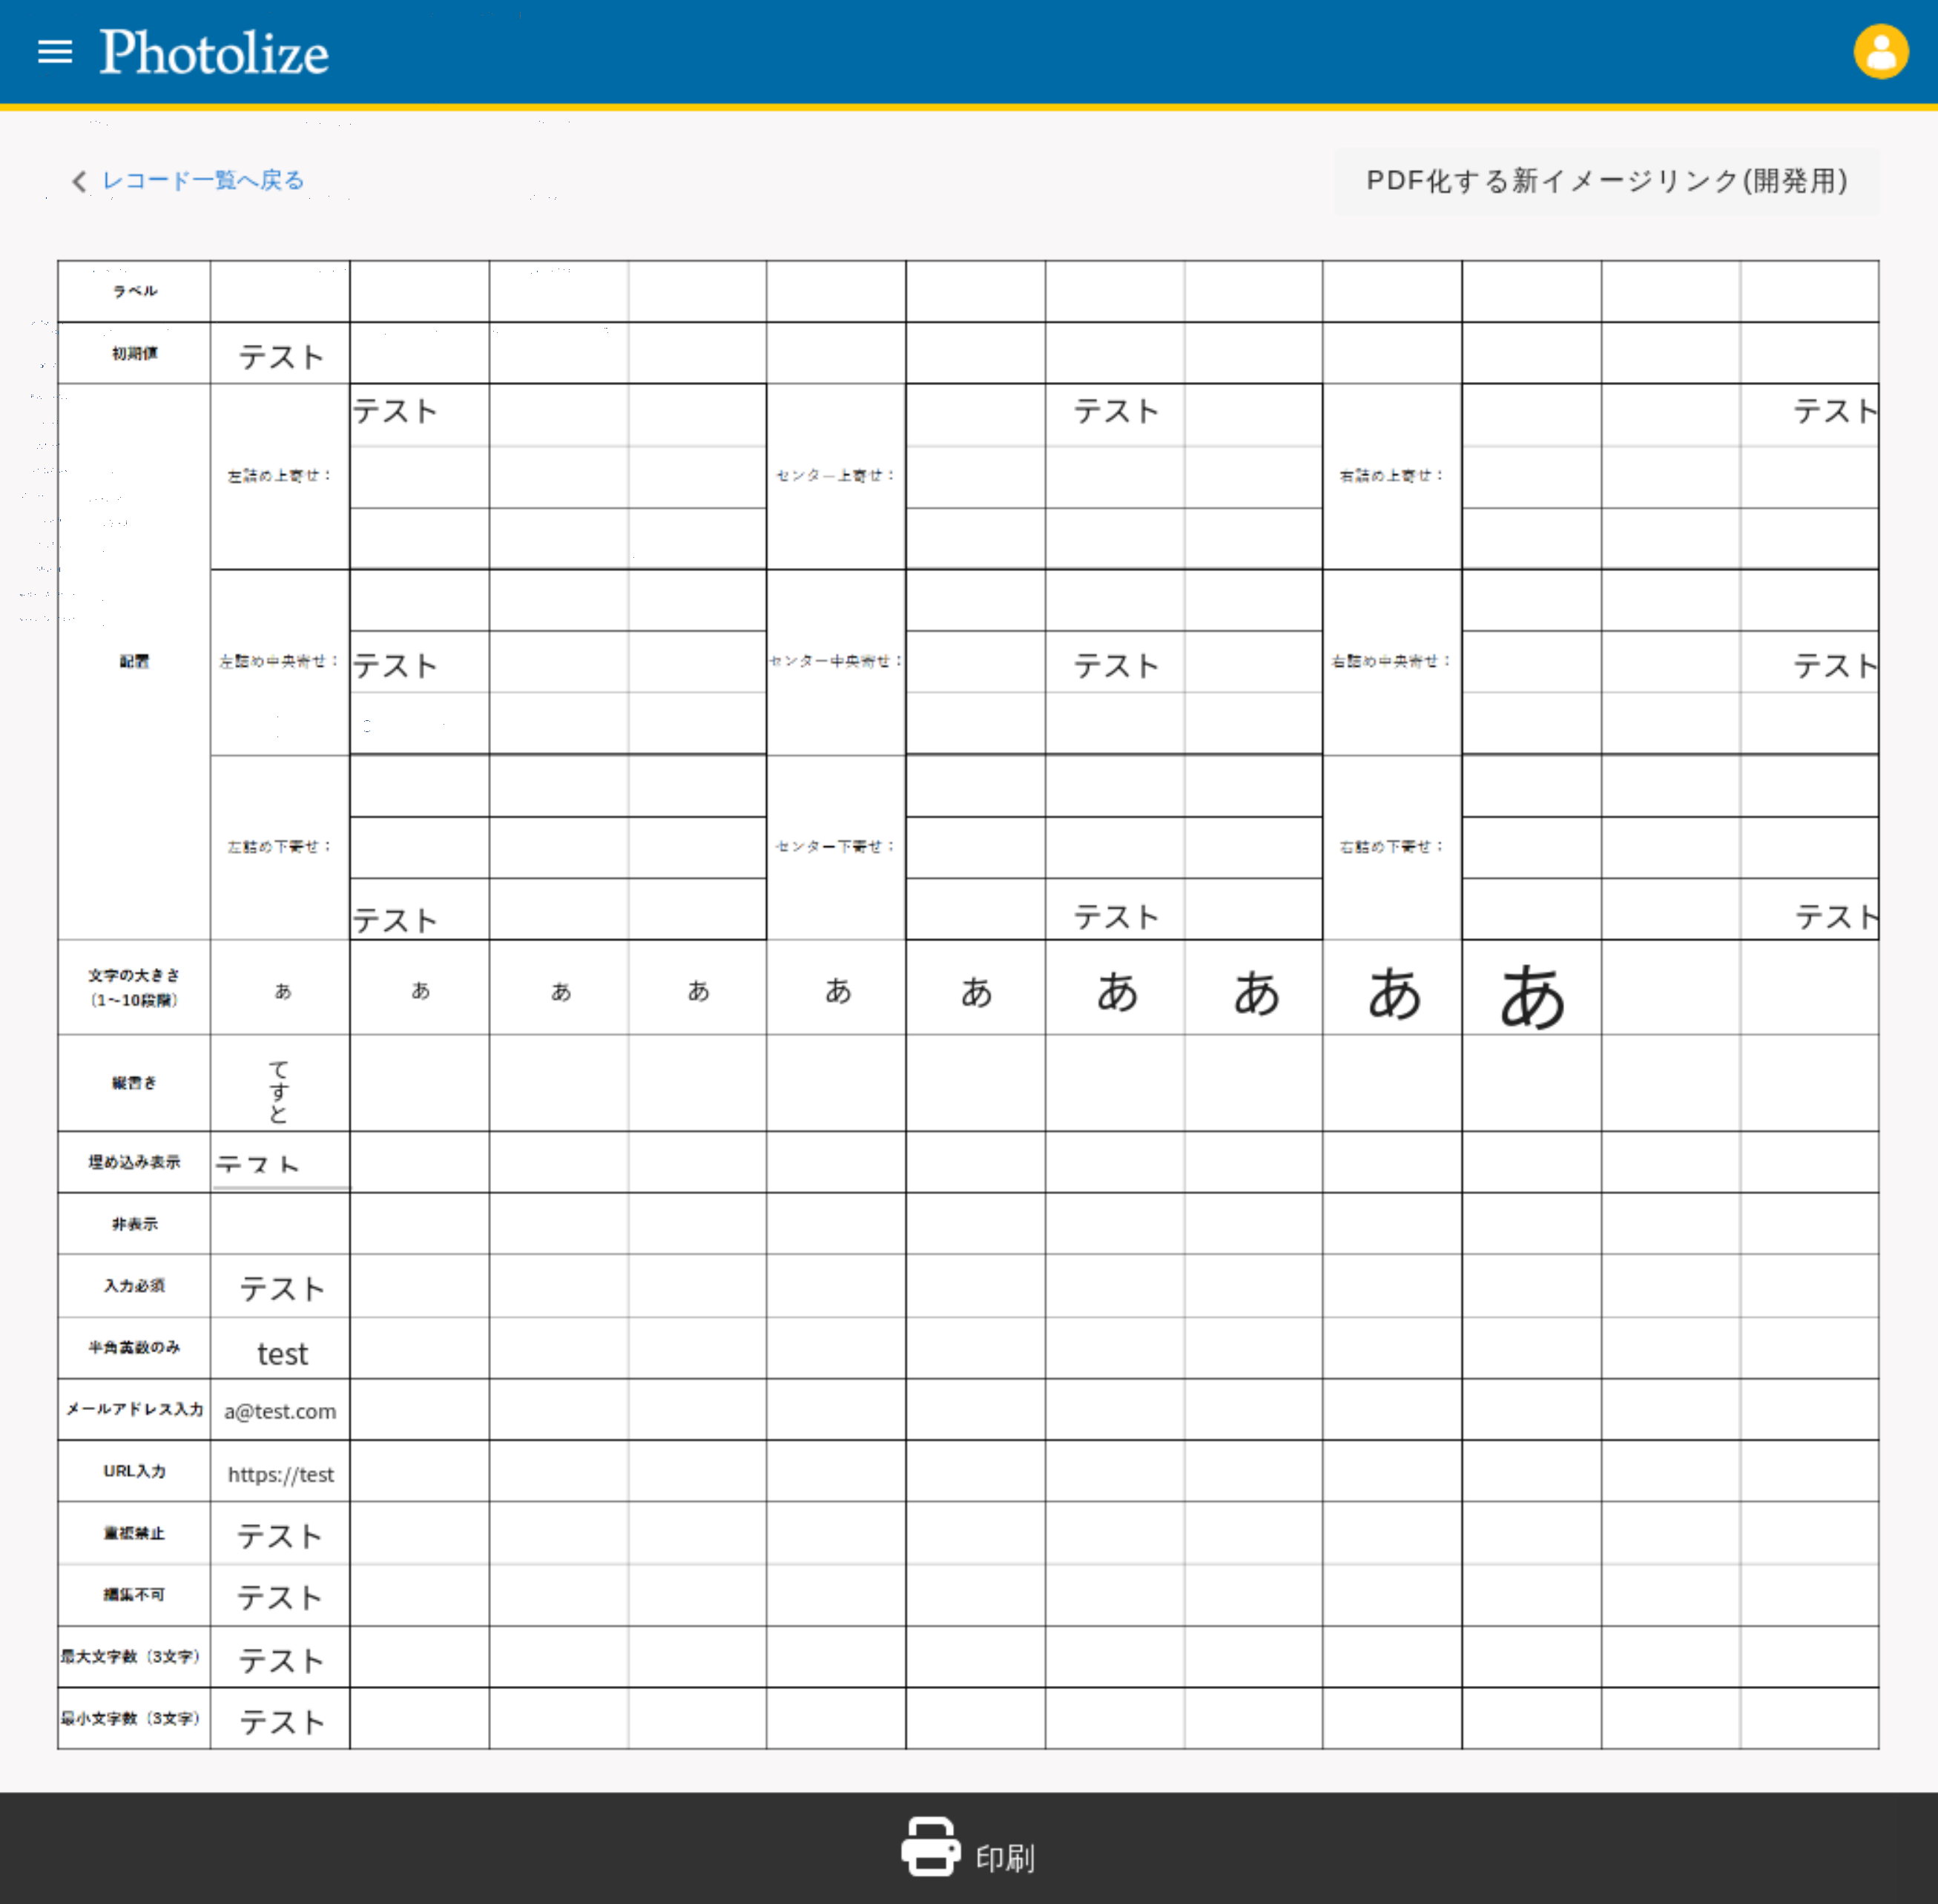 Photolize
レコード一覧へ戻る
PDF化する新イメージリンク(開発用)
ラベル
初期値 テスト
テスト テスト テスト
左詰め上寄せ： センター上寄せ： 右詰め上寄せ：
配置 左詰め中央寄せ： テスト センター中央寄せ： テスト 右詰め中央寄せ： テスト
左詰め下寄せ： センター下寄せ： 右詰め下寄せ：
テスト テスト テスト
文字の大きさ
（1〜10段階） あ あ あ あ あ あ あ あ あ あ
縦書き てすと
埋め込み表示 テスト
非表示
入力必須 テスト
半角英数のみ test
メールアドレス入力 a@test.com
URL入力 https://test
重複禁止 テスト
編集不可 テスト
最大文字数（3文字） テスト
最小文字数（3文字） テスト
印刷